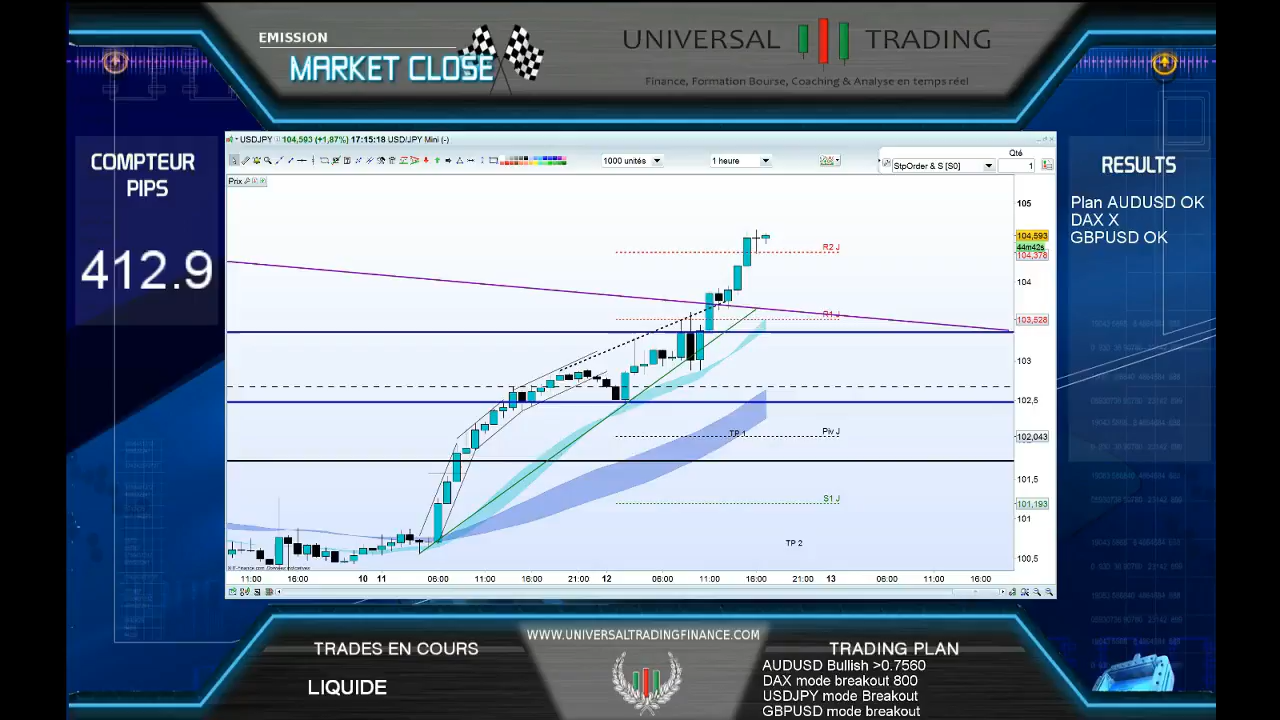 EMISSION
MARKET CLOSE
UNIVERSAL TRADING
Finance, Formation Bourse, Coaching & Analyse en temps réel
COMPTEUR
PIPS
412.9
RESULTS
Plan AUDUSD OK
DAX X
GBPUSD OK
USDJPY 104,593 (+1,87%) 17:15:18 USD/JPY Mini (-)
1000 unités
1 heure
Qté
StpOrder & S [S0]
1
Prix
105
104,593
44m42s
104,378
104
103,528
103
102,5
102,043
101,5
101,193
101
100,5
R2 J
R1 J
TP 1
Piv J
S1 J
TP 2
11:00 16:00 10 11 06:00 11:00 16:00 21:00 12 06:00 11:00 16:00 21:00 13 06:00 11:00 16:00
WWW.UNIVERSALTRADINGFINANCE.COM
TRADES EN COURS
LIQUIDE
TRADING PLAN
AUDUSD Bullish >0.7560
DAX mode breakout 800
USDJPY mode Breakout
GBPUSD mode breakout